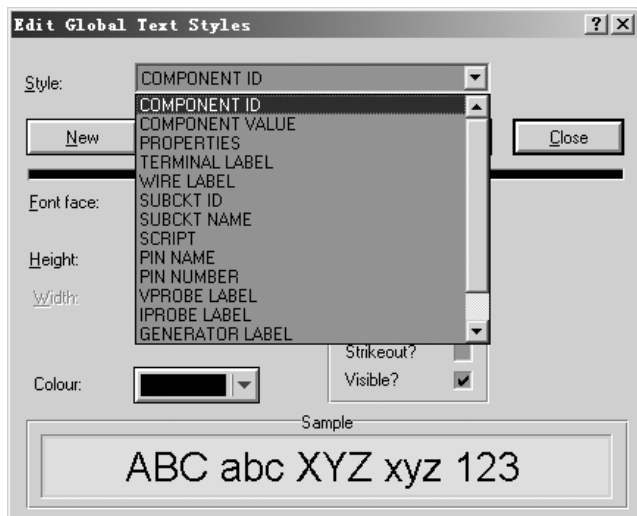 Edit Global Text Styles
Style:
COMPONENT ID
COMPONENT ID
COMPONENT VALUE
PROPERTIES
TERMINAL LABEL
WIRE LABEL
SUBCKT ID
SUBCKT NAME
SCRIPT
PIN NAME
PIN NUMBER
VPROBE LABEL
IPROBE LABEL
GENERATOR LABEL
New
Close
Font face:
Height:
Width:
Strikeout?
Visible?
Colour:
Sample
ABC abc XYZ xyz 123